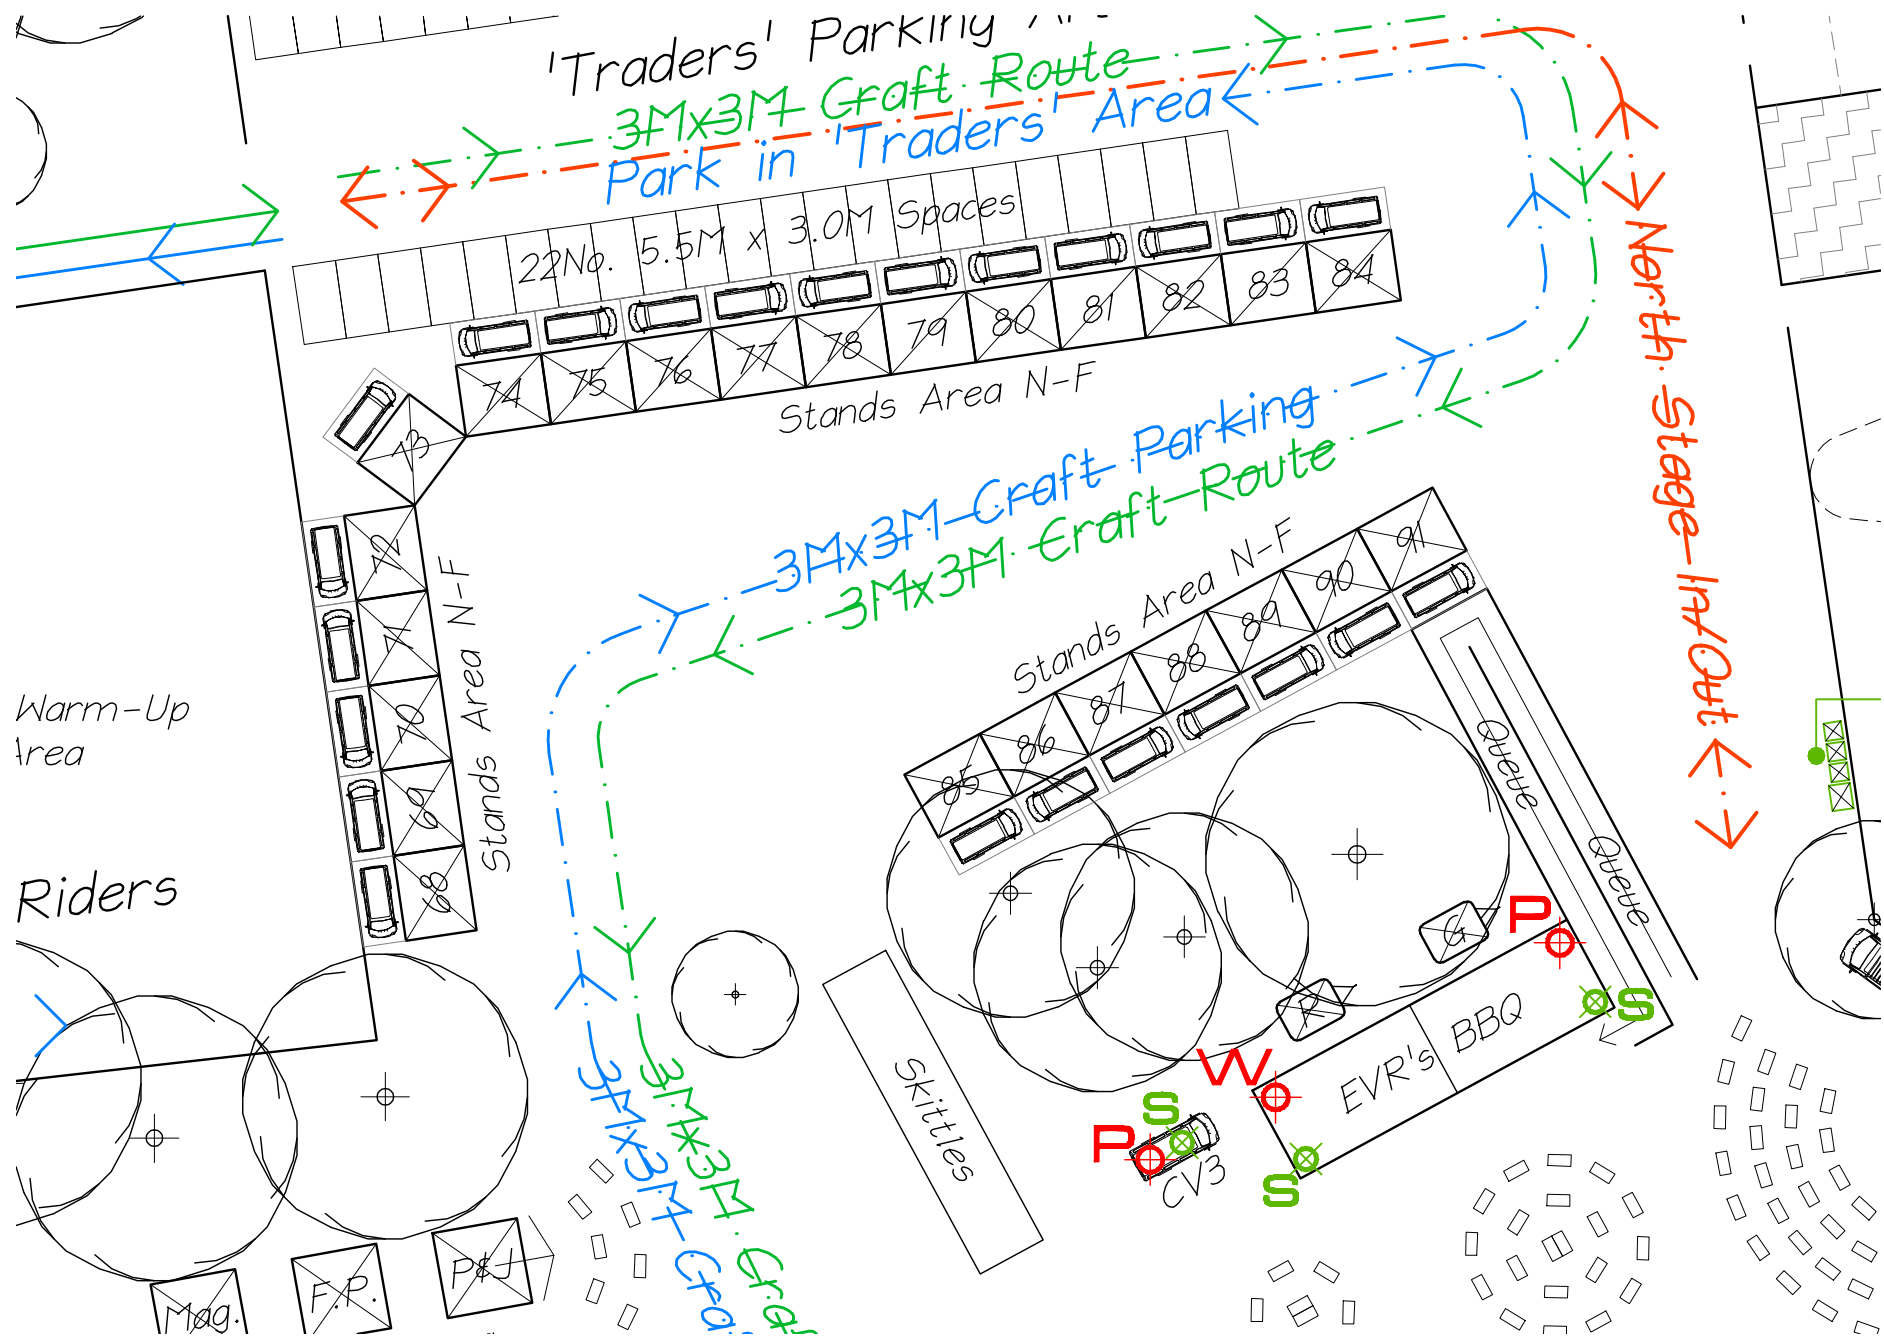 'Traders' Parking
3Mx3M Craft Route
Park in 'Traders' Area
22No. 5.5M x 3.0M Spaces
74 75 76 77 78 79 80 81 82 83 84
Stands Area N-F
73
72
71
70
69
68
Stands Area N-F
North Stage In/Out
3Mx3M Craft Parking
3Mx3M Craft Route
Stands Area N-F
85 86 87 88 89 90 91
Queue
Queue
Warm-Up
Area
Riders
G
P
R
S
W
EVR's BBQ
S
P
CV3
S
Skittles
3Mx3M
3Mx3M
P&J
F.P.
Mag.